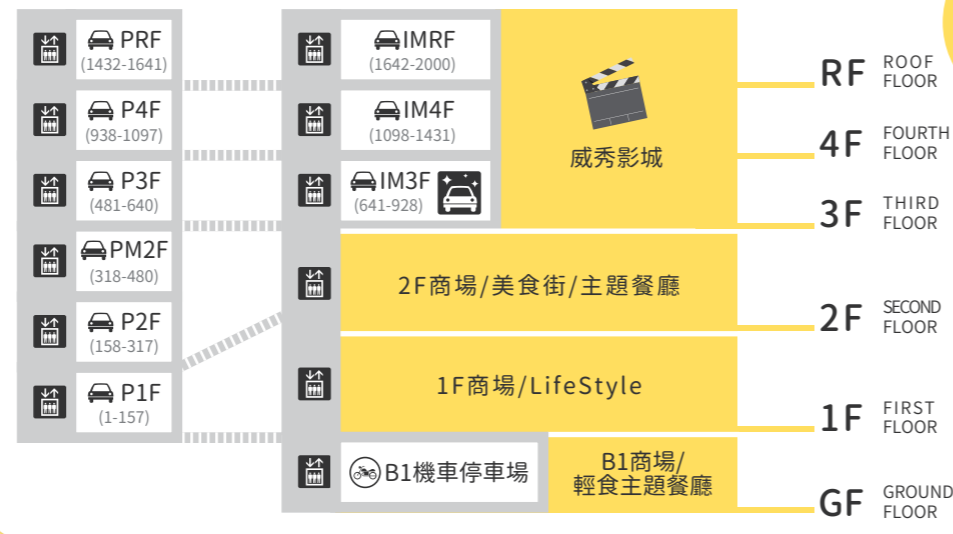 PRF
(1432-1641)
P4F
(938-1097)
P3F
(481-640)
PM2F
(318-480)
P2F
(158-317)
P1F
(1-157)
IMRF
(1642-2000)
IM4F
(1098-1431)
IM3F
(641-928)
威秀影城
2F商場/美食街/主題餐廳
1F商場/LifeStyle
B1機車停車場
B1商場/
輕食主題餐廳
RF
ROOF
FLOOR
4F
FOURTH
FLOOR
3F
THIRD
FLOOR
2F
SECOND
FLOOR
1F
FIRST
FLOOR
GF
GROUND
FLOOR